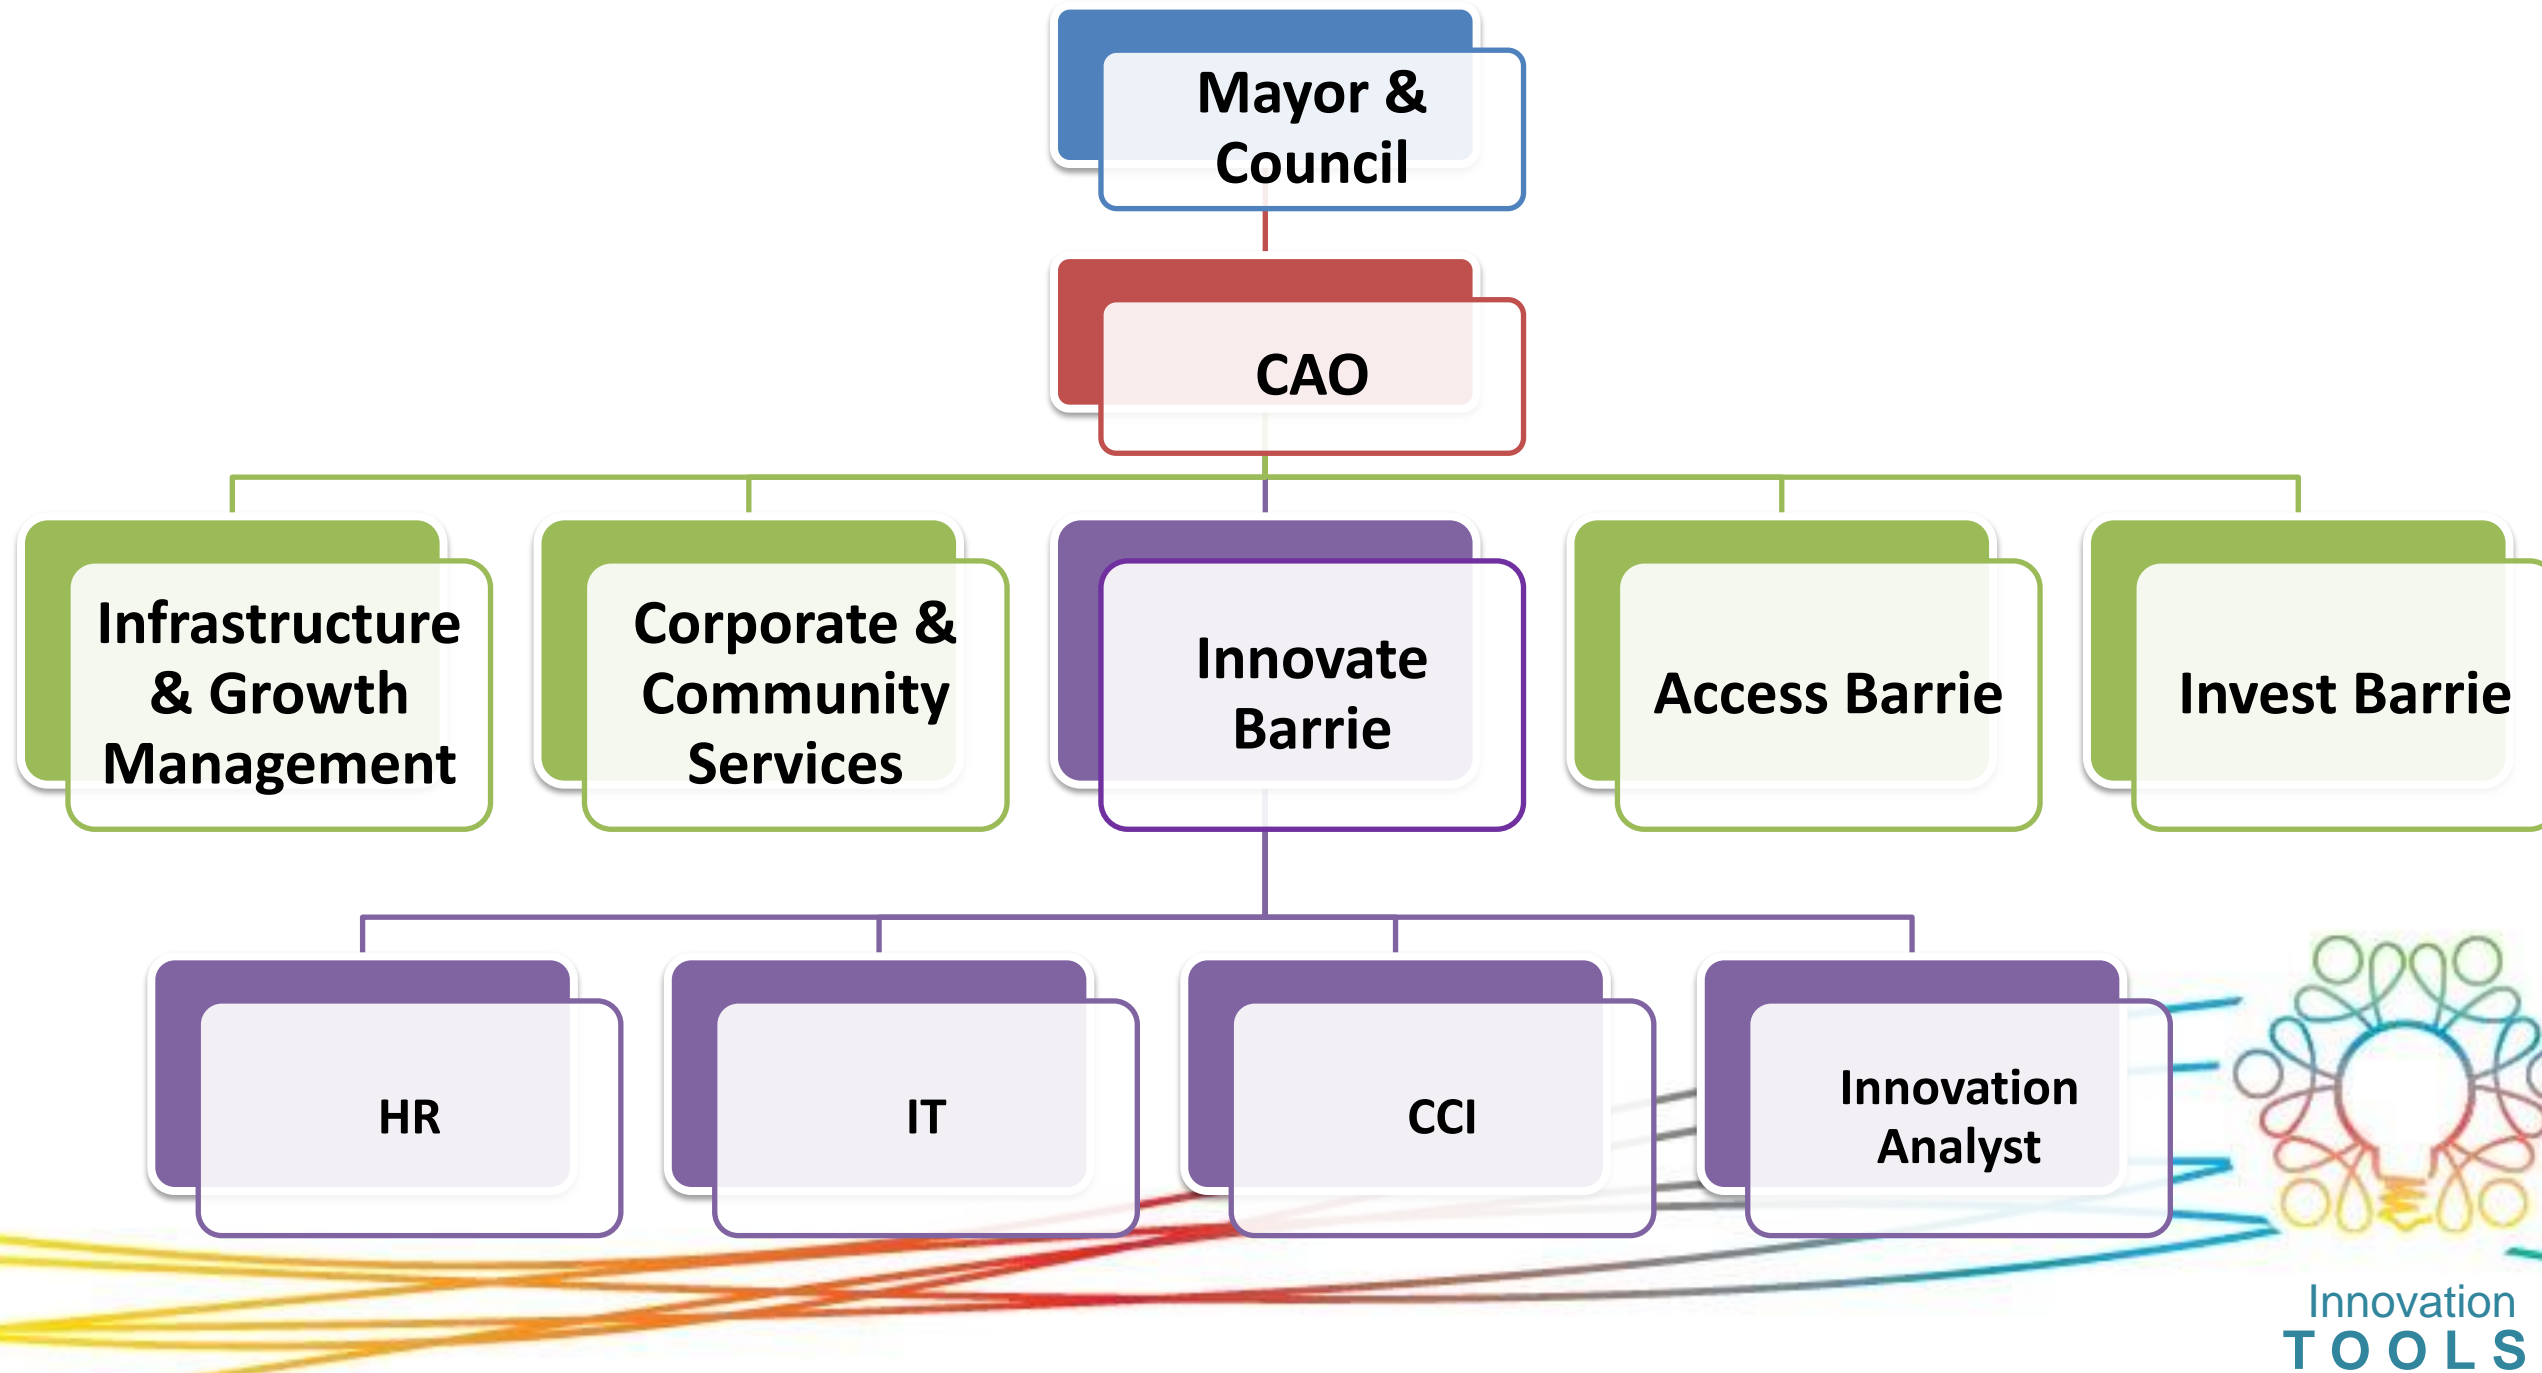 Mayor &
Council
CAO
Infrastructure
& Growth
Management
Corporate &
Community
Services
Innovate
Barrie
Access Barrie
Invest Barrie
HR
IT
CCI
Innovation
Analyst
Innovation
TOOLS